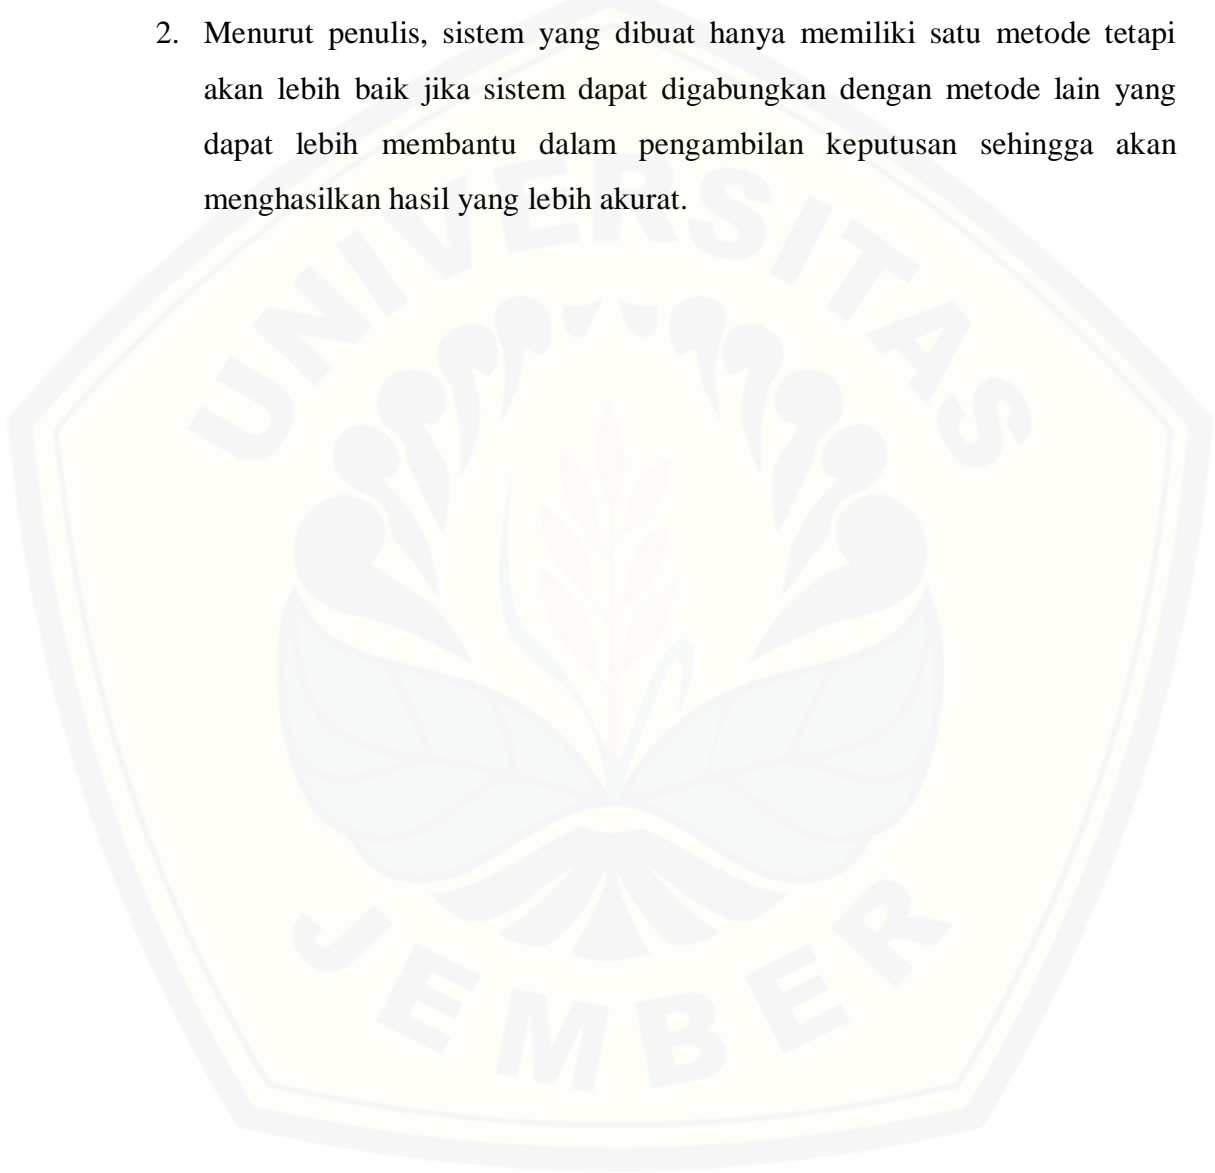 2. Menurut penulis, sistem yang dibuat hanya memiliki satu metode tetapi
akan lebih baik jika sistem dapat digabungkan dengan metode lain yang
dapat lebih membantu dalam pengambilan keputusan sehingga akan
menghasilkan hasil yang lebih akurat.
UNIVERSITAS
JEMBER